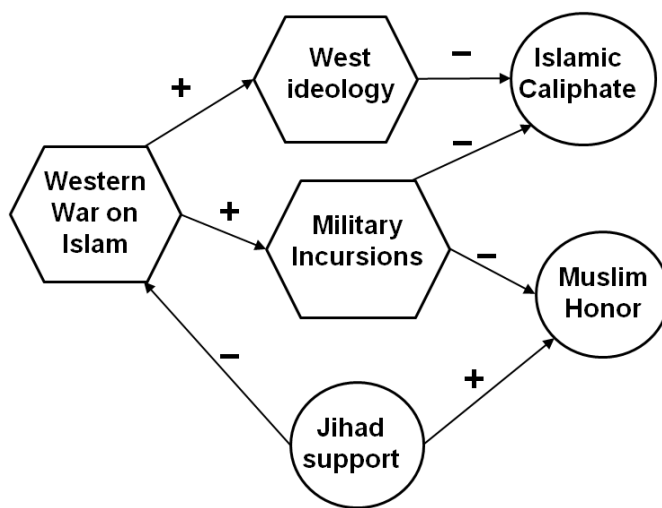 West
ideology
Islamic
Caliphate
+
−
Western
War on
Islam
+
Military
Incursions
−
−
Muslim
Honor
−
+
Jihad
support